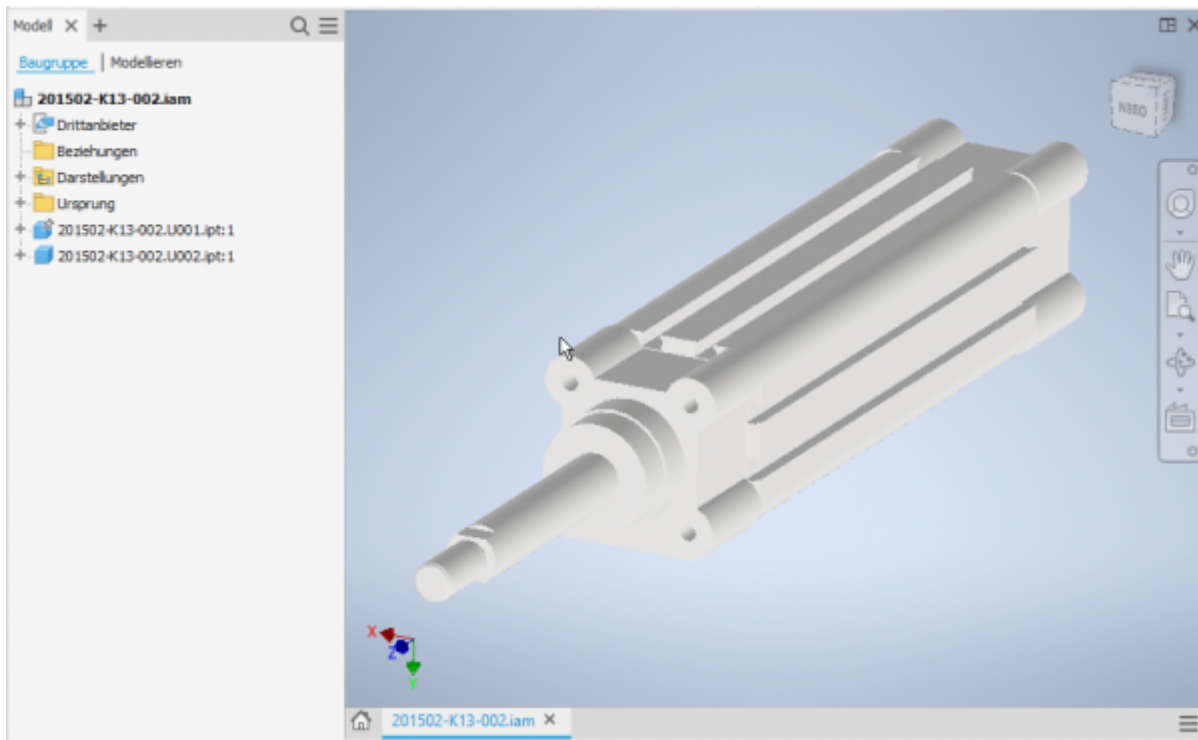 Modell
Baugruppe | Modellieren
201502-K13-002.iam
Drittanbieter
Beziehungen
Darstellungen
Ursprung
201502-K13-002.U001.ipt:1
201502-K13-002.U002.ipt:1
OBEN
X
Z
Y
201502-K13-002.iam